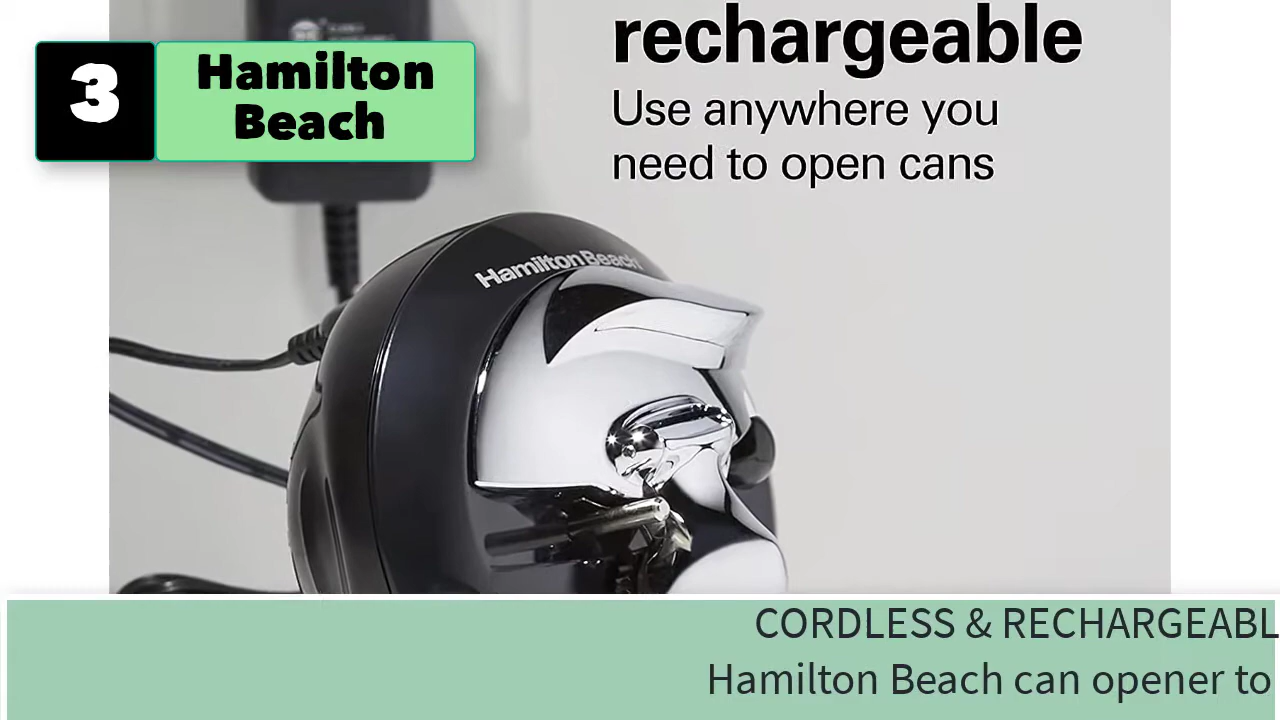 rechargeable
3
Hamilton
Beach
Use anywhere you
need to open cans
Hamilton Beach
CORDLESS & RECHARGEABL
Hamilton Beach can opener to